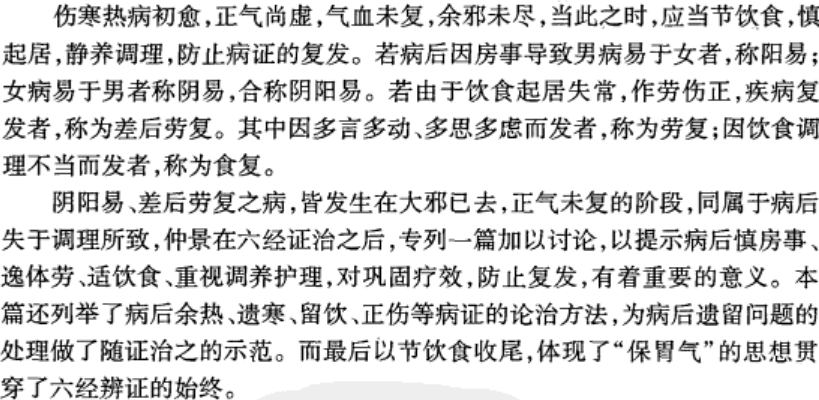 伤寒热病初愈,正气尚虚,气血未复,余邪未尽,当此之时,应当节饮食,慎
起居,静养调理,防止病证的复发。若病后因房事导致男病易于女者,称阳易;
女病易于男者称阴易,合称阴阳易。若由于饮食起居失常,作劳伤正,疾病复
发者,称为差后劳复。其中因多言多动、多思多虑而发者,称为劳复;因饮食调
理不当而发者,称为食复。
阴阳易、差后劳复之病,皆发生在大邪已去,正气未复的阶段,同属于病后
失于调理所致,仲景在六经证治之后,专列一篇加以讨论,以提示病后慎房事、
逸体劳、适饮食、重视调养护理,对巩固疗效,防止复发,有着重要的意义。本
篇还列举了病后余热、遗寒、留饮、正伤等病证的论治方法,为病后遗留问题的
处理做了随证治之的示范。而最后以节饮食收尾,体现了“保胃气”的思想贯
穿了六经辨证的始终。